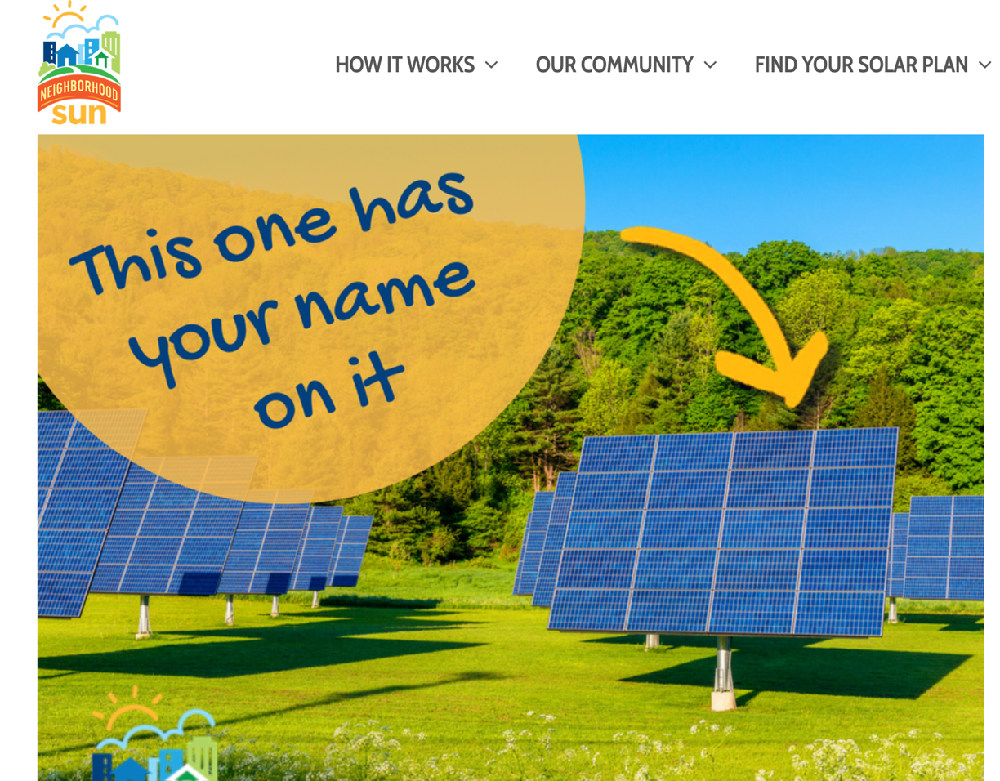 NEIGHBORHOOD
sun
HOW IT WORKS
OUR COMMUNITY
FIND YOUR SOLAR PLAN
This one has
your name
on it